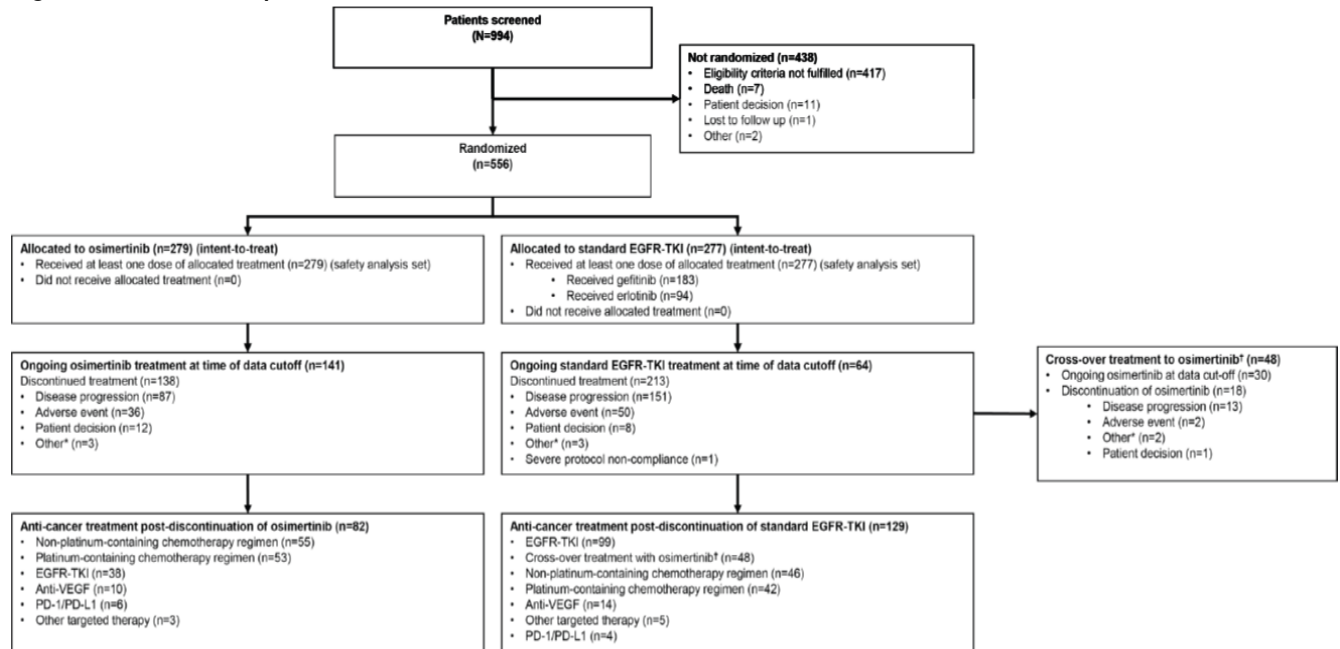 Patients screened
(N=994)
Not randomized (n=438)
• Eligibility criteria not fulfilled (n=417)
• Death (n=7)
• Patient decision (n=11)
• Lost to follow up (n=1)
• Other (n=2)
Randomized
(n=556)
Allocated to osimertinib (n=279) (intent-to-treat)
• Received at least one dose of allocated treatment (n=279) (safety analysis set)
• Did not receive allocated treatment (n=0)
Allocated to standard EGFR-TKI (n=277) (intent-to-treat)
• Received at least one dose of allocated treatment (n=277) (safety analysis set)
• Received gefitinib (n=183)
• Received erlotinib (n=94)
• Did not receive allocated treatment (n=0)
Ongoing osimertinib treatment at time of data cutoff (n=141)
Discontinued treatment (n=138)
• Disease progression (n=87)
• Adverse event (n=36)
• Patient decision (n=12)
• Other* (n=3)
Ongoing standard EGFR-TKI treatment at time of data cutoff (n=64)
Discontinued treatment (n=213)
• Disease progression (n=151)
• Adverse event (n=50)
• Patient decision (n=8)
• Other* (n=3)
• Severe protocol non-compliance (n=1)
Cross-over treatment to osimertinib† (n=48)
• Ongoing osimertinib at data cut-off (n=30)
• Discontinuation of osimertinib (n=18)
• Disease progression (n=13)
• Adverse event (n=2)
• Other* (n=2)
• Patient decision (n=1)
Anti-cancer treatment post-discontinuation of osimertinib (n=82)
• Non-platinum-containing chemotherapy regimen (n=55)
• Platinum-containing chemotherapy regimen (n=53)
• EGFR-TKI (n=38)
• Anti-VEGF (n=10)
• PD-1/PD-L1 (n=6)
• Other targeted therapy (n=3)
Anti-cancer treatment post-discontinuation of standard EGFR-TKI (n=129)
• EGFR-TKI (n=99)
• Cross-over treatment with osimertinib† (n=48)
• Non-platinum-containing chemotherapy regimen (n=46)
• Platinum-containing chemotherapy regimen (n=42)
• Anti-VEGF (n=14)
• Other targeted therapy (n=5)
• PD-1/PD-L1 (n=4)